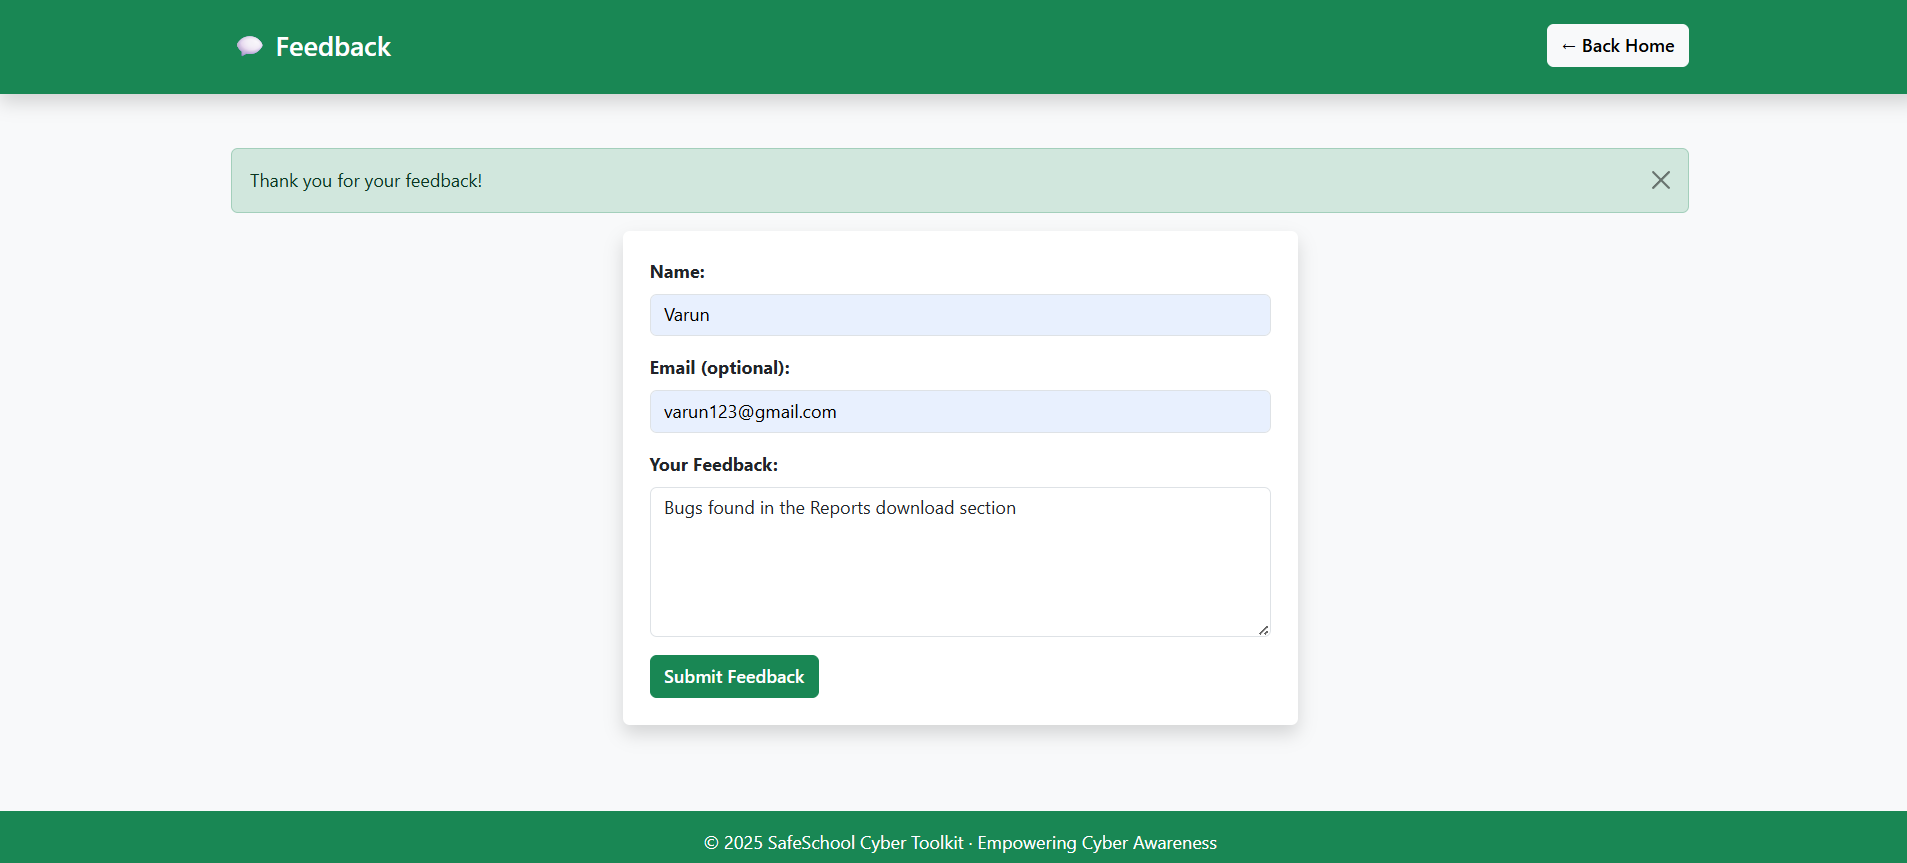 Feedback
← Back Home
Thank you for your feedback!
Name:
Varun
Email (optional):
varun123@gmail.com
Your Feedback:
Bugs found in the Reports download section
Submit Feedback
© 2025 SafeSchool Cyber Toolkit · Empowering Cyber Awareness